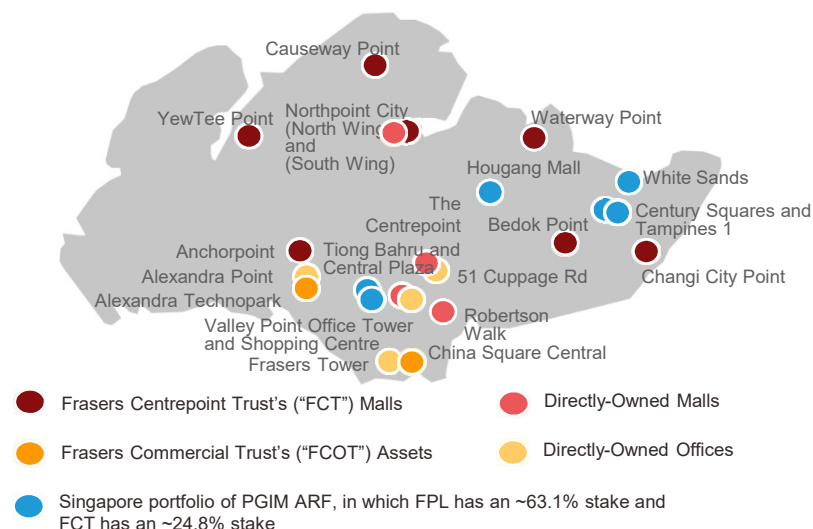 Causeway Point
YewTee Point
Northpoint City
(North Wing)
and
(South Wing)
Waterway Point
Hougang Mall
White Sands
The
Centrepoint
Century Squares and
Tampines 1
Bedok Point
Anchorpoint
Tiong Bahru and
Central Plaza
Alexandra Point
51 Cuppage Rd
Changi City Point
Alexandra Technopark
Valley Point Office Tower
and Shopping Centre
Robertson
Walk
Frasers Tower
China Square Central
Frasers Centrepoint Trust's (“FCT”) Malls
Directly-Owned Malls
Frasers Commercial Trust's (“FCOT”) Assets
Directly-Owned Offices
Singapore portfolio of PGIM ARF, in which FPL has an ~63.1% stake and
FCT has an ~24.8% stake